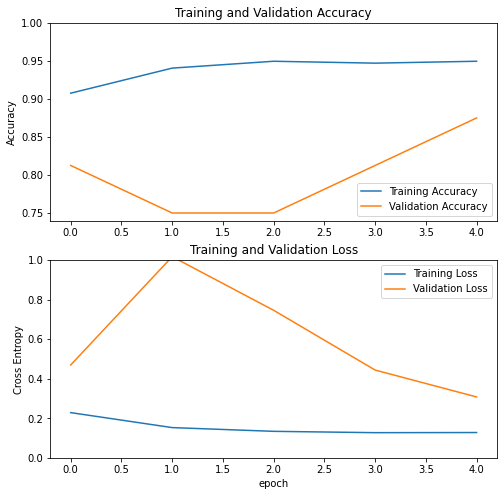 Training and Validation Accuracy
1.00
0.95
0.90
0.85
0.80
0.75
Accuracy
Training Accuracy
Validation Accuracy
0.0 0.5 1.0 1.5 2.0 2.5 3.0 3.5 4.0
Training and Validation Loss
1.0
0.8
0.6
0.4
0.2
0.0
Cross Entropy
Training Loss
Validation Loss
0.0 0.5 1.0 1.5 2.0 2.5 3.0 3.5 4.0
epoch